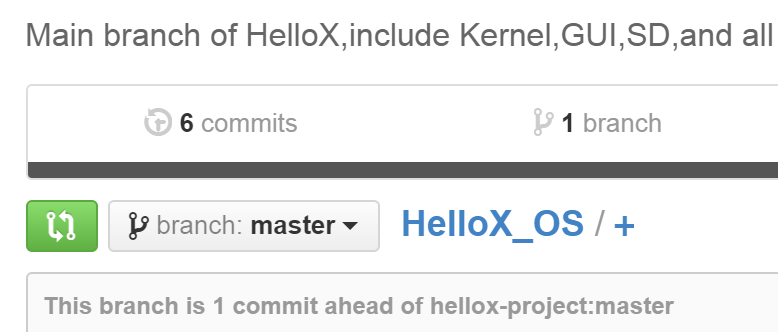 Main branch of HelloX,include Kernel,GUI,SD,and all
6 commits 1 branch
branch: master HelloX_OS / +
This branch is 1 commit ahead of hellox-project:master